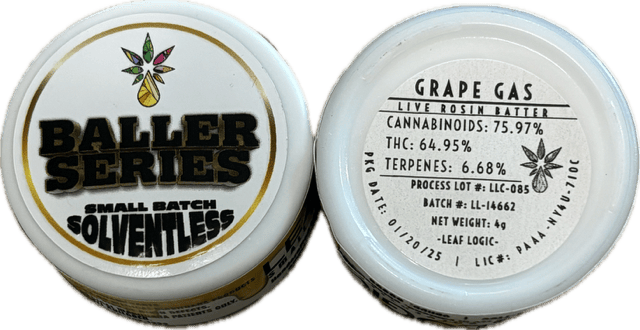 BALLER
SERIES
SMALL BATCH
SOLVENTLESS
GRAPE GAS
LIVE ROSIN BATTER
CANNABINOIDS: 75.97%
THC: 64.95%
TERPENES: 6.68%
PROCESS LOT #: LLC-085
BATCH #: LL-14662
NET WEIGHT: 4g
-LEAF LOGIC-
PKG DATE: 01/20/25 | LIC#: PAAA-NY4U-710C